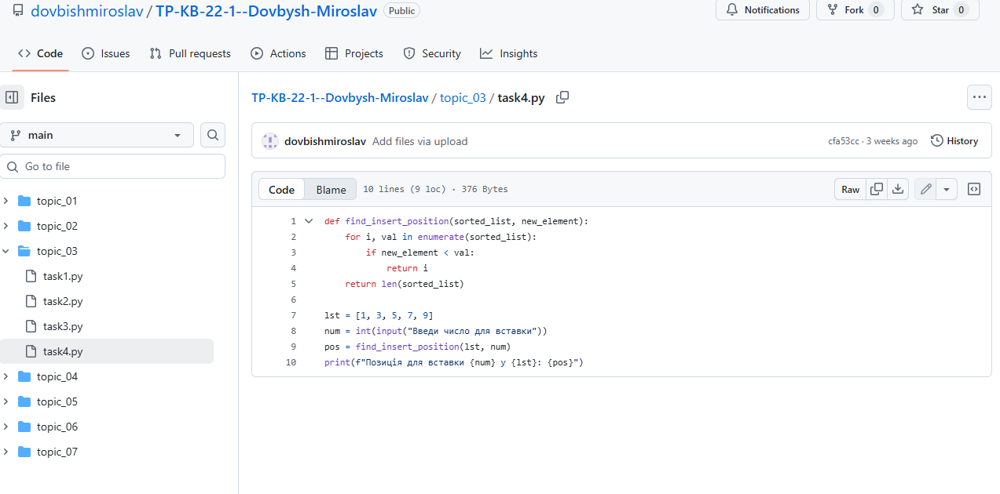 dovbishmiroslav / TP-KB-22-1--Dovbysh-Miroslav Public
Notifications Fork 0 Star 0
Code Issues Pull requests Actions Projects Security Insights
Files
main
Go to file
topic_01
topic_02
topic_03
task1.py
task2.py
task3.py
task4.py
topic_04
topic_05
topic_06
topic_07
TP-KB-22-1--Dovbysh-Miroslav / topic_03 / task4.py
dovbishmiroslav Add files via upload cfa53cc · 3 weeks ago History
Code Blame 10 lines (9 loc) · 376 Bytes Raw
1 def find_insert_position(sorted_list, new_element):
2 for i, val in enumerate(sorted_list):
3 if new_element < val:
4 return i
5 return len(sorted_list)
6
7 lst = [1, 3, 5, 7, 9]
8 num = int(input("Введи число для вставки"))
9 pos = find_insert_position(lst, num)
10 print(f"Позиція для вставки {num} у {lst}: {pos}")